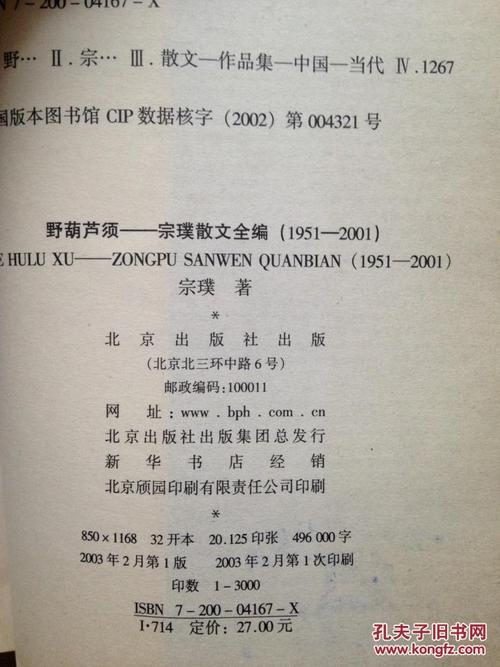 N 7-200-04167-X
野… Ⅱ.宗… Ⅲ.散文—作品集—中国—当代 Ⅳ.1267
国版本图书馆 CIP 数据核字(2002)第 004321 号
野葫芦须——宗璞散文全编(1951—2001)
E HULU XU——ZONGPU SANWEN QUANBIAN(1951—2001)
宗璞 著
*
北京出版社出版
(北京北三环中路6号)
邮政编码:100011
网 址:www.bph.com.cn
北京出版社出版集团总发行
新华书店经销
北京顽园印刷有限责任公司印刷
*
850×1168 32开本 20.125印张 496 000字
2003年2月第1版 2003年2月第1次印刷
印数 1-3000
ISBN 7-200-04167-X
I·714 定价:27.00元
孔夫子旧书网
www.kongfz.com